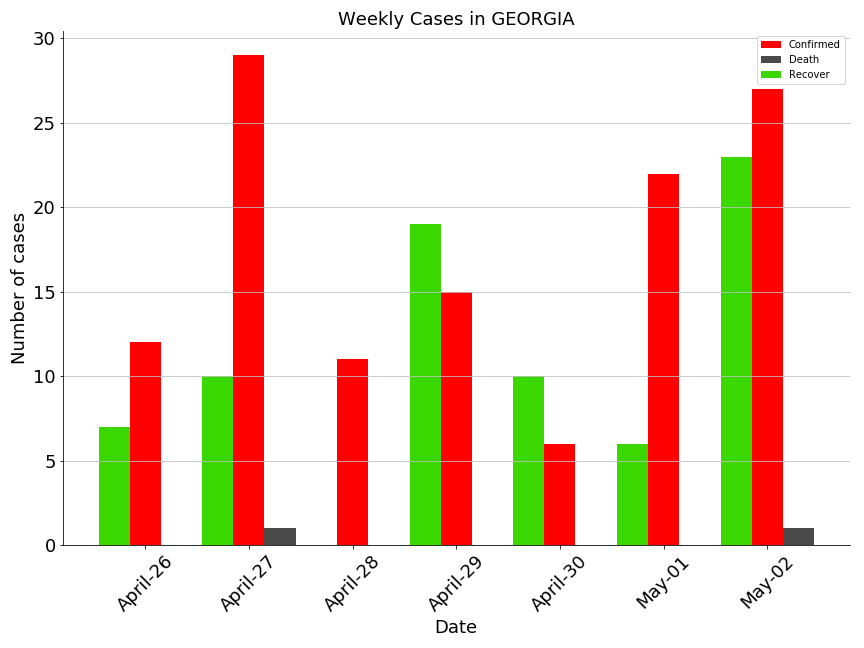 Weekly Cases in GEORGIA
Confirmed
Death
Recover
Number of cases
30
25
20
15
10
5
0
April-26
April-27
April-28
April-29
April-30
May-01
May-02
Date